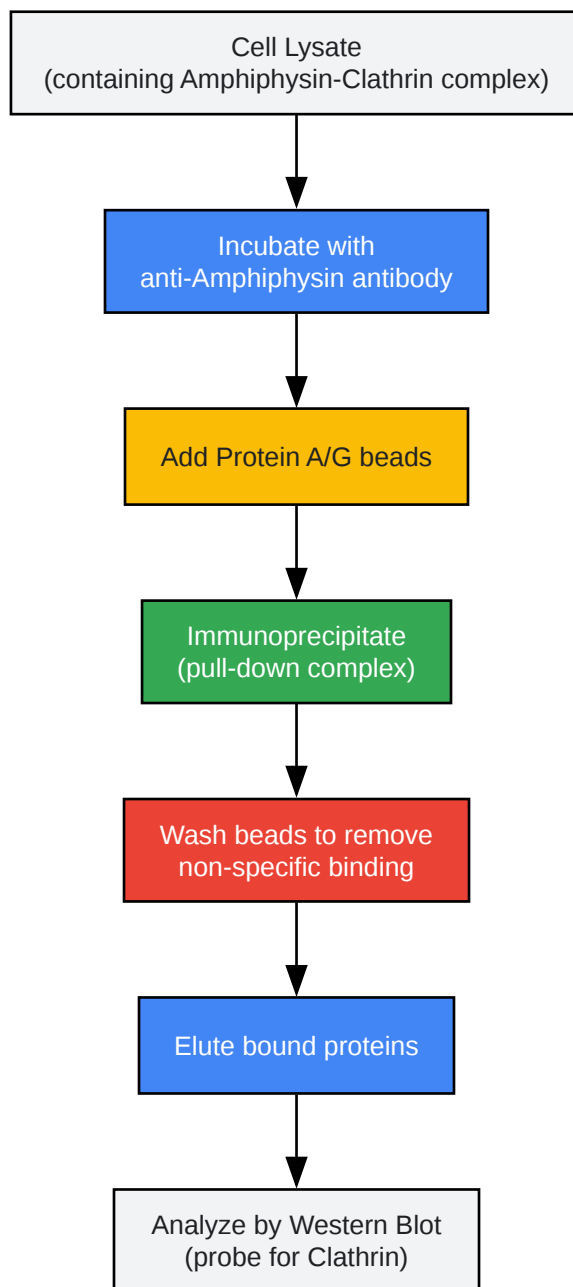 Cell Lysate
(containing Amphiphysin-Clathrin complex)
Incubate with
anti-Amphiphysin antibody
Add Protein A/G beads
Immunoprecipitate
(pull-down complex)
Wash beads to remove
non-specific binding
Elute bound proteins
Analyze by Western Blot
(probe for Clathrin)